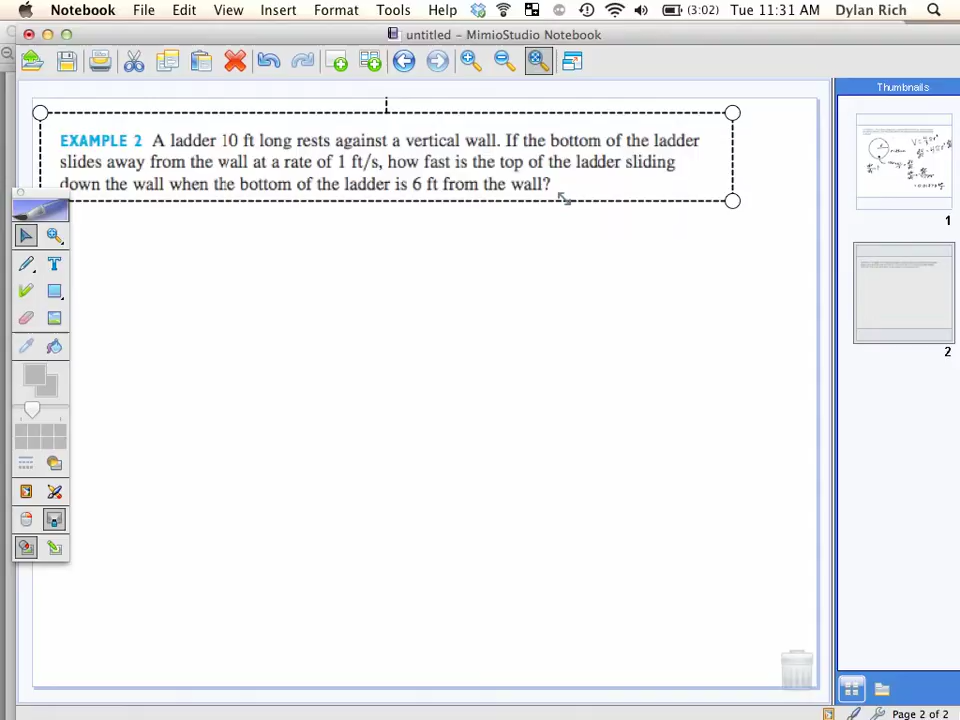 Notebook File Edit View Insert Format Tools Help (3:02) Tue 11:31 AM Dylan Rich
untitled - MimioStudio Notebook
Thumbnails
EXAMPLE 2 A ladder 10 ft long rests against a vertical wall. If the bottom of the ladder
slides away from the wall at a rate of 1 ft/s, how fast is the top of the ladder sliding
down the wall when the bottom of the ladder is 6 ft from the wall?
1
2
Page 2 of 2